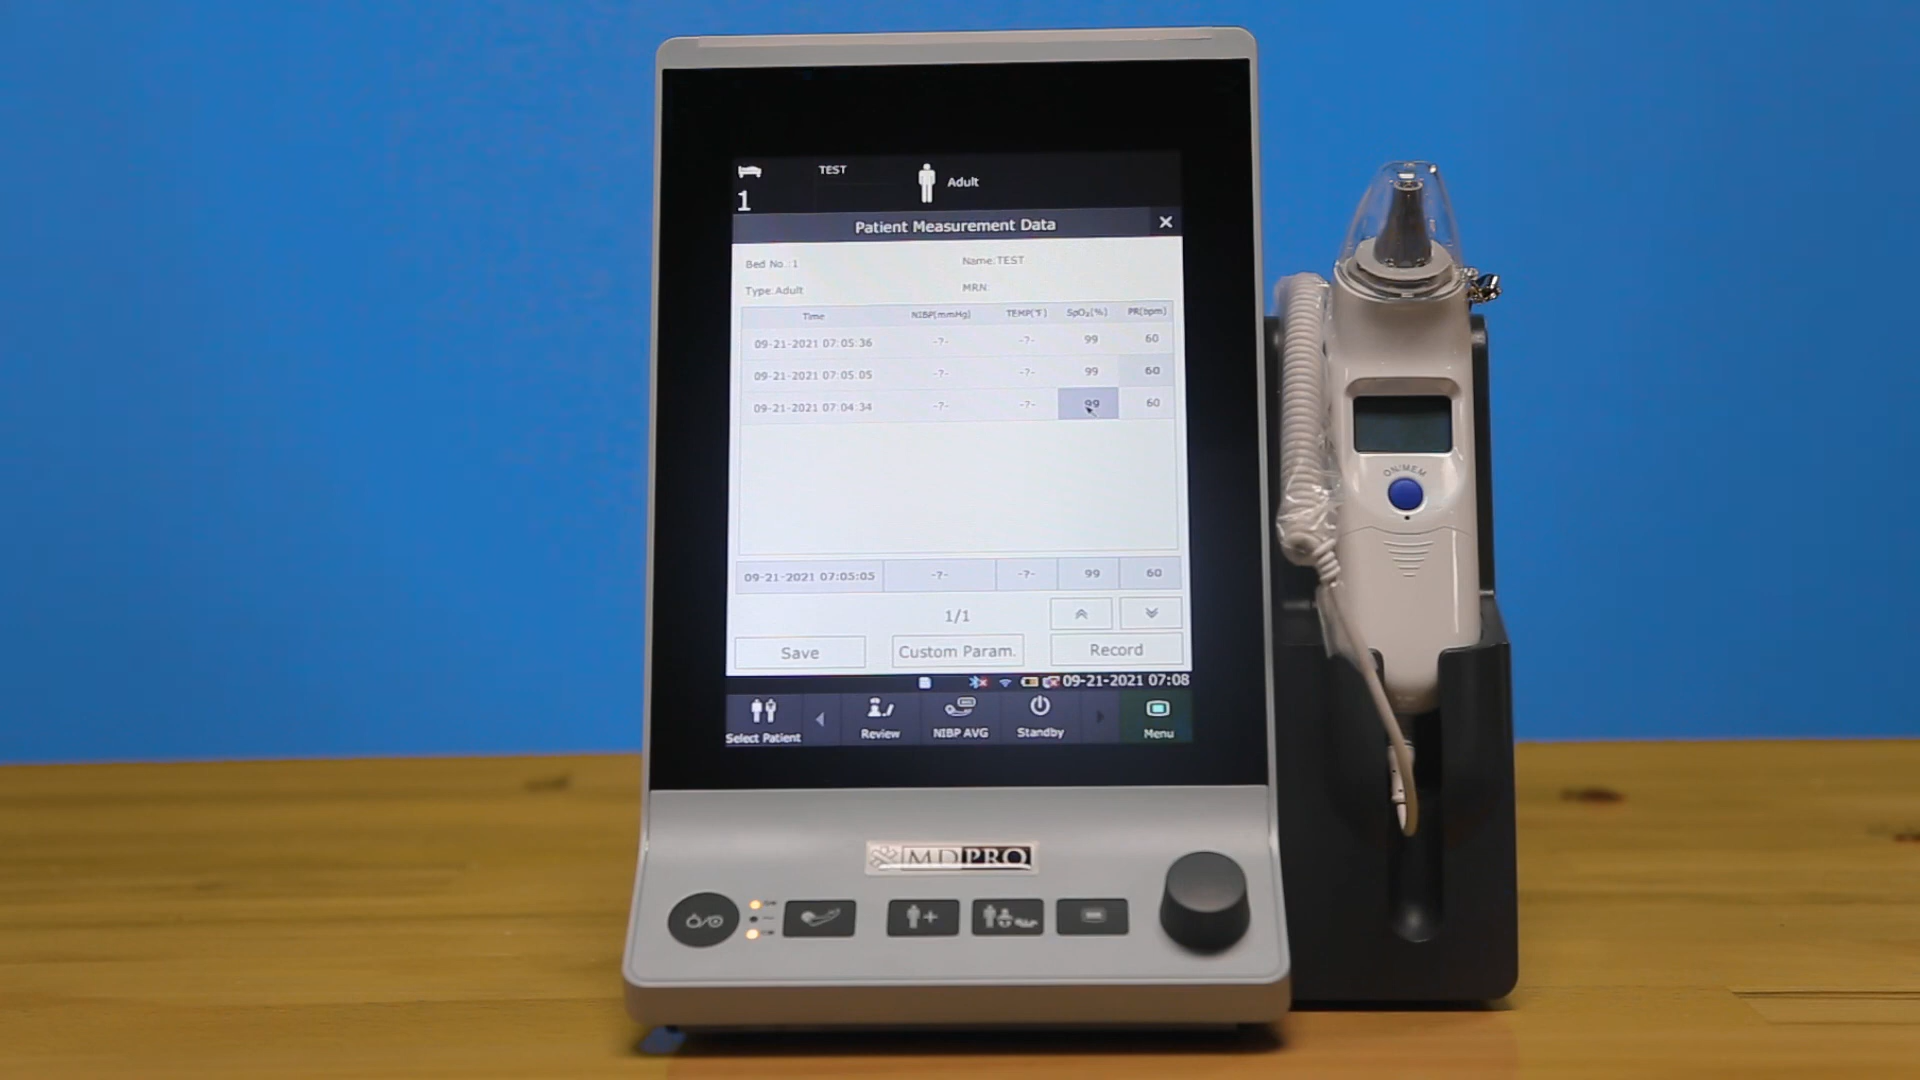 TEST
Adult
1
Patient Measurement Data
Bed No.:1 Name:TEST
Type:Adult MRN:
Time NIBP(mmHg) TEMP(°F) SpO₂(%) PR(bpm)
09-21-2021 07:05:36 -?- -?- 99 60
09-21-2021 07:05:05 -?- -?- 99 60
09-21-2021 07:04:34 -?- -?- 99 60
09-21-2021 07:05:05 -?- -?- 99 60
1/1
Save Custom Param. Record
09-21-2021 07:08
Select Patient Review NIBP AVG Standby Menu
MDPRO
ON/MEM